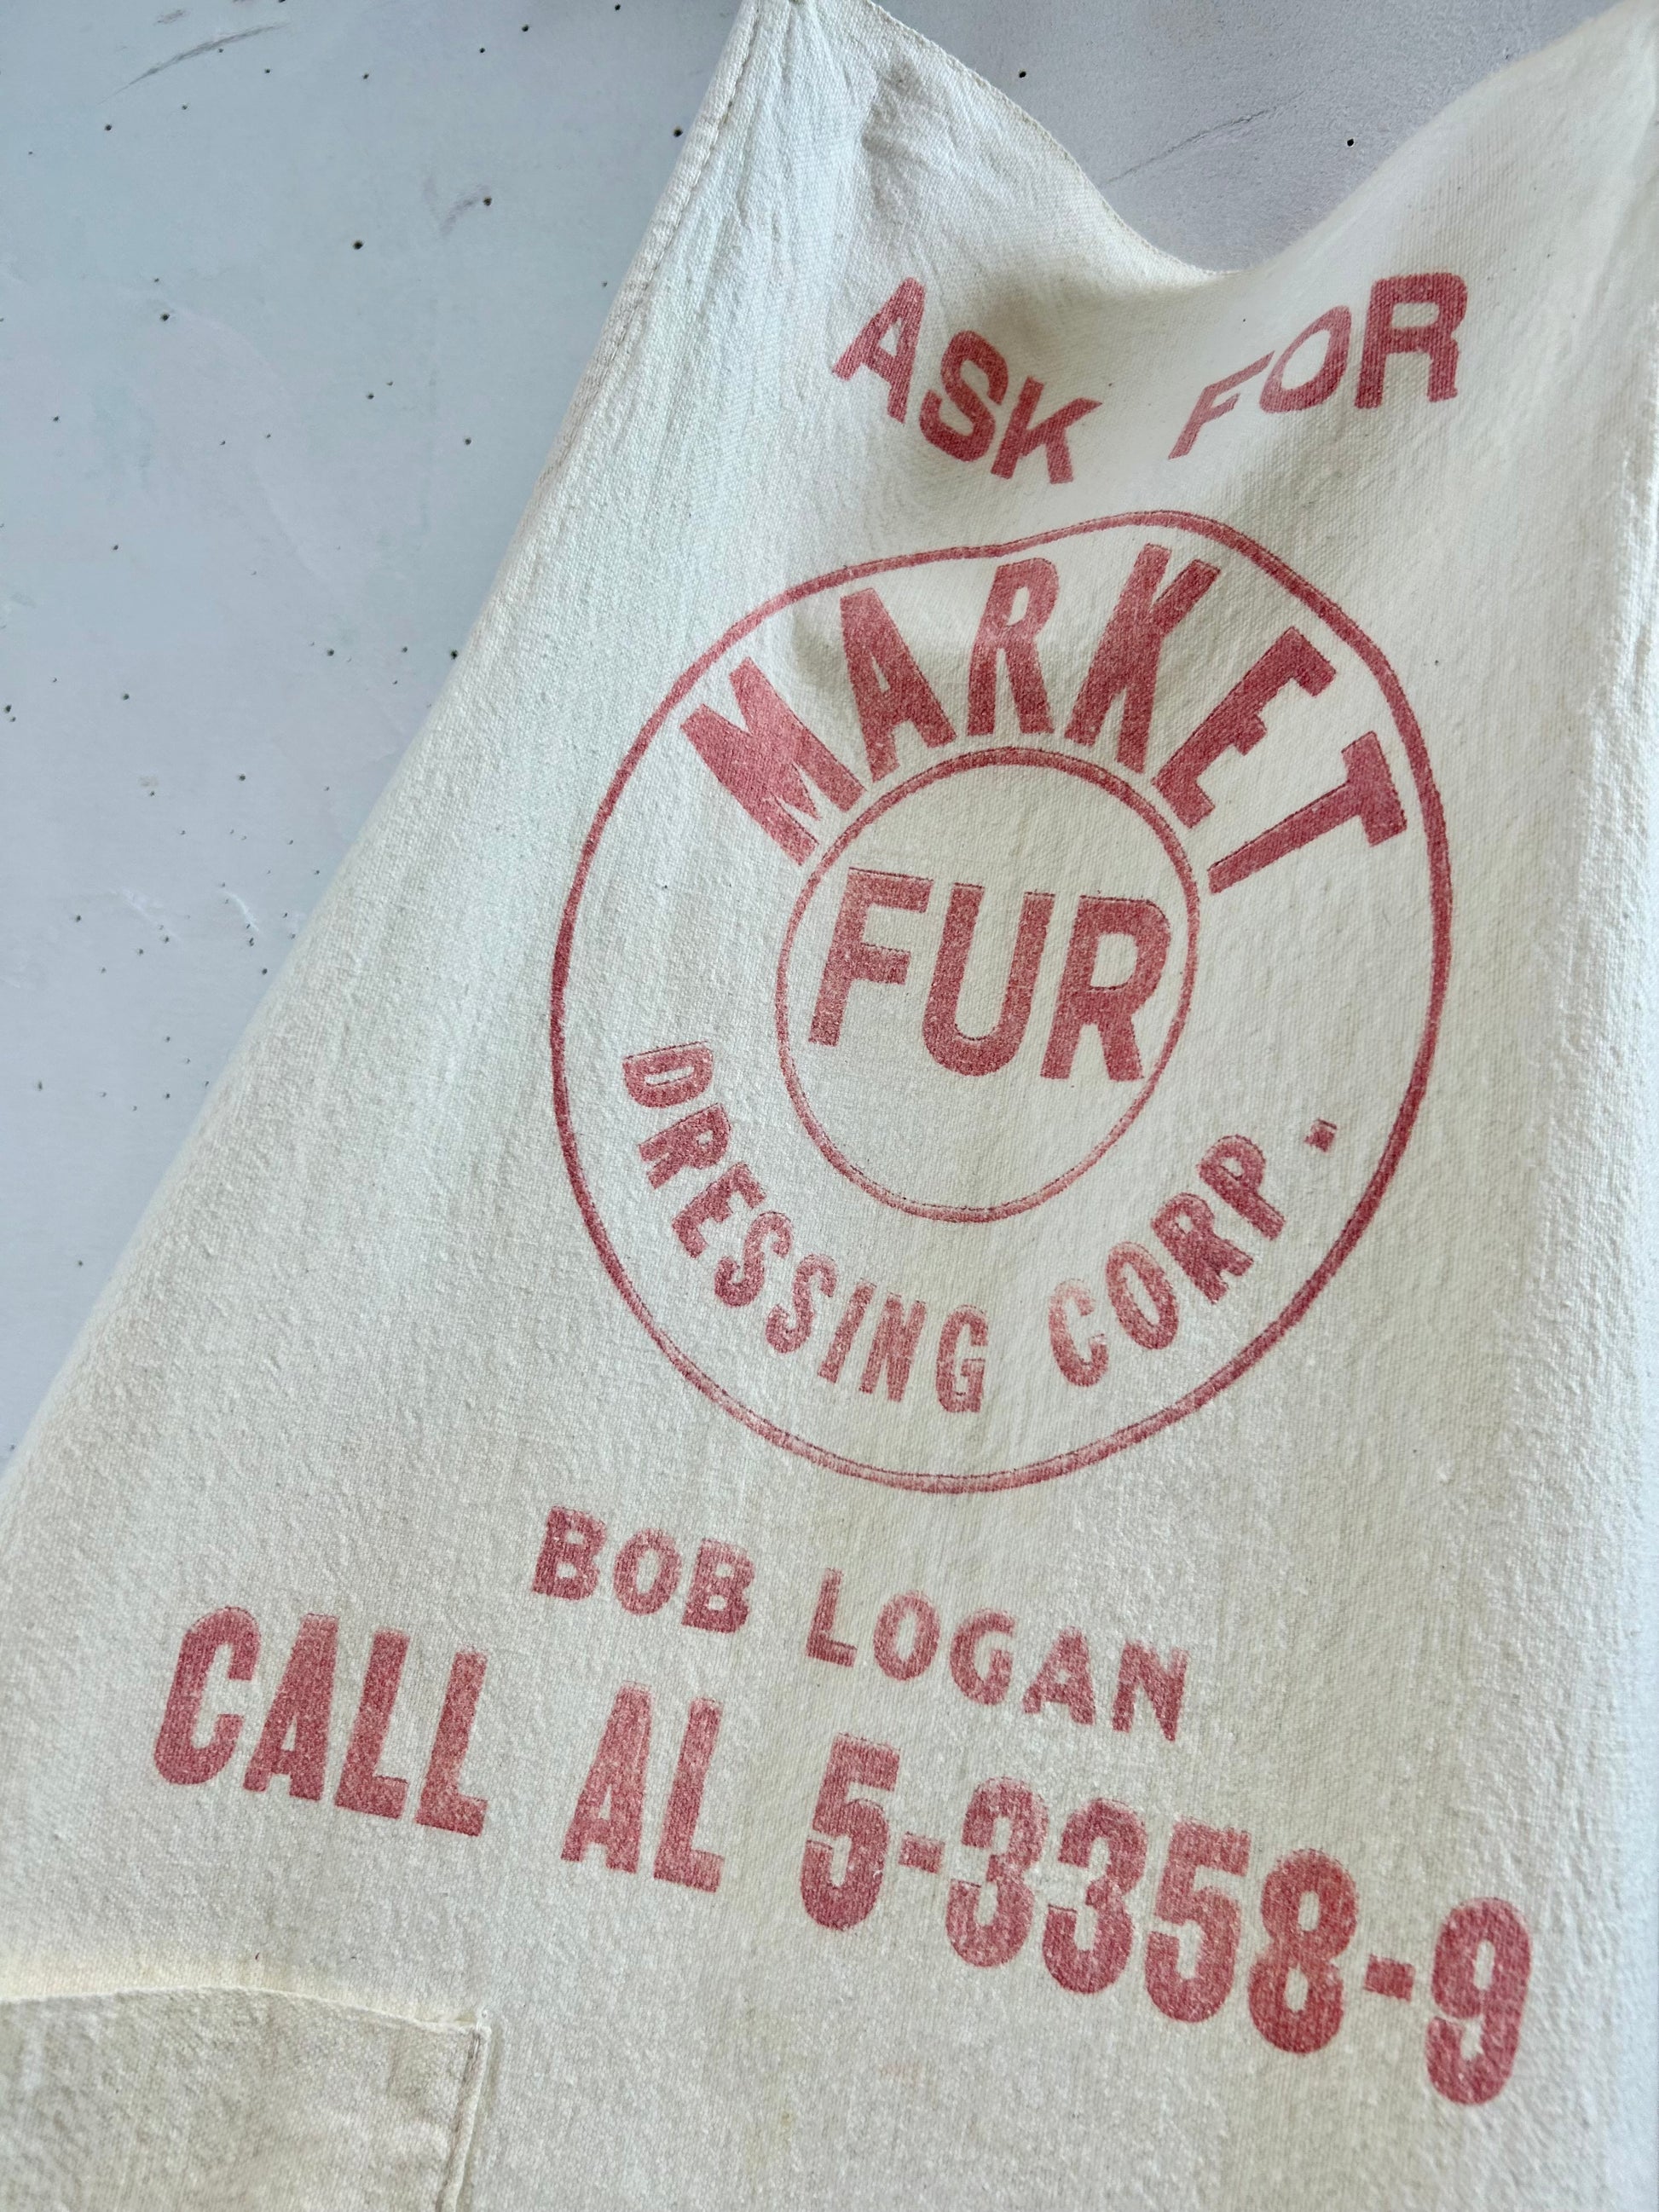 ASK FOR
MARKET
FUR
DRESSING CORP.
BOB LOGAN
CALL AL 5-3358-9